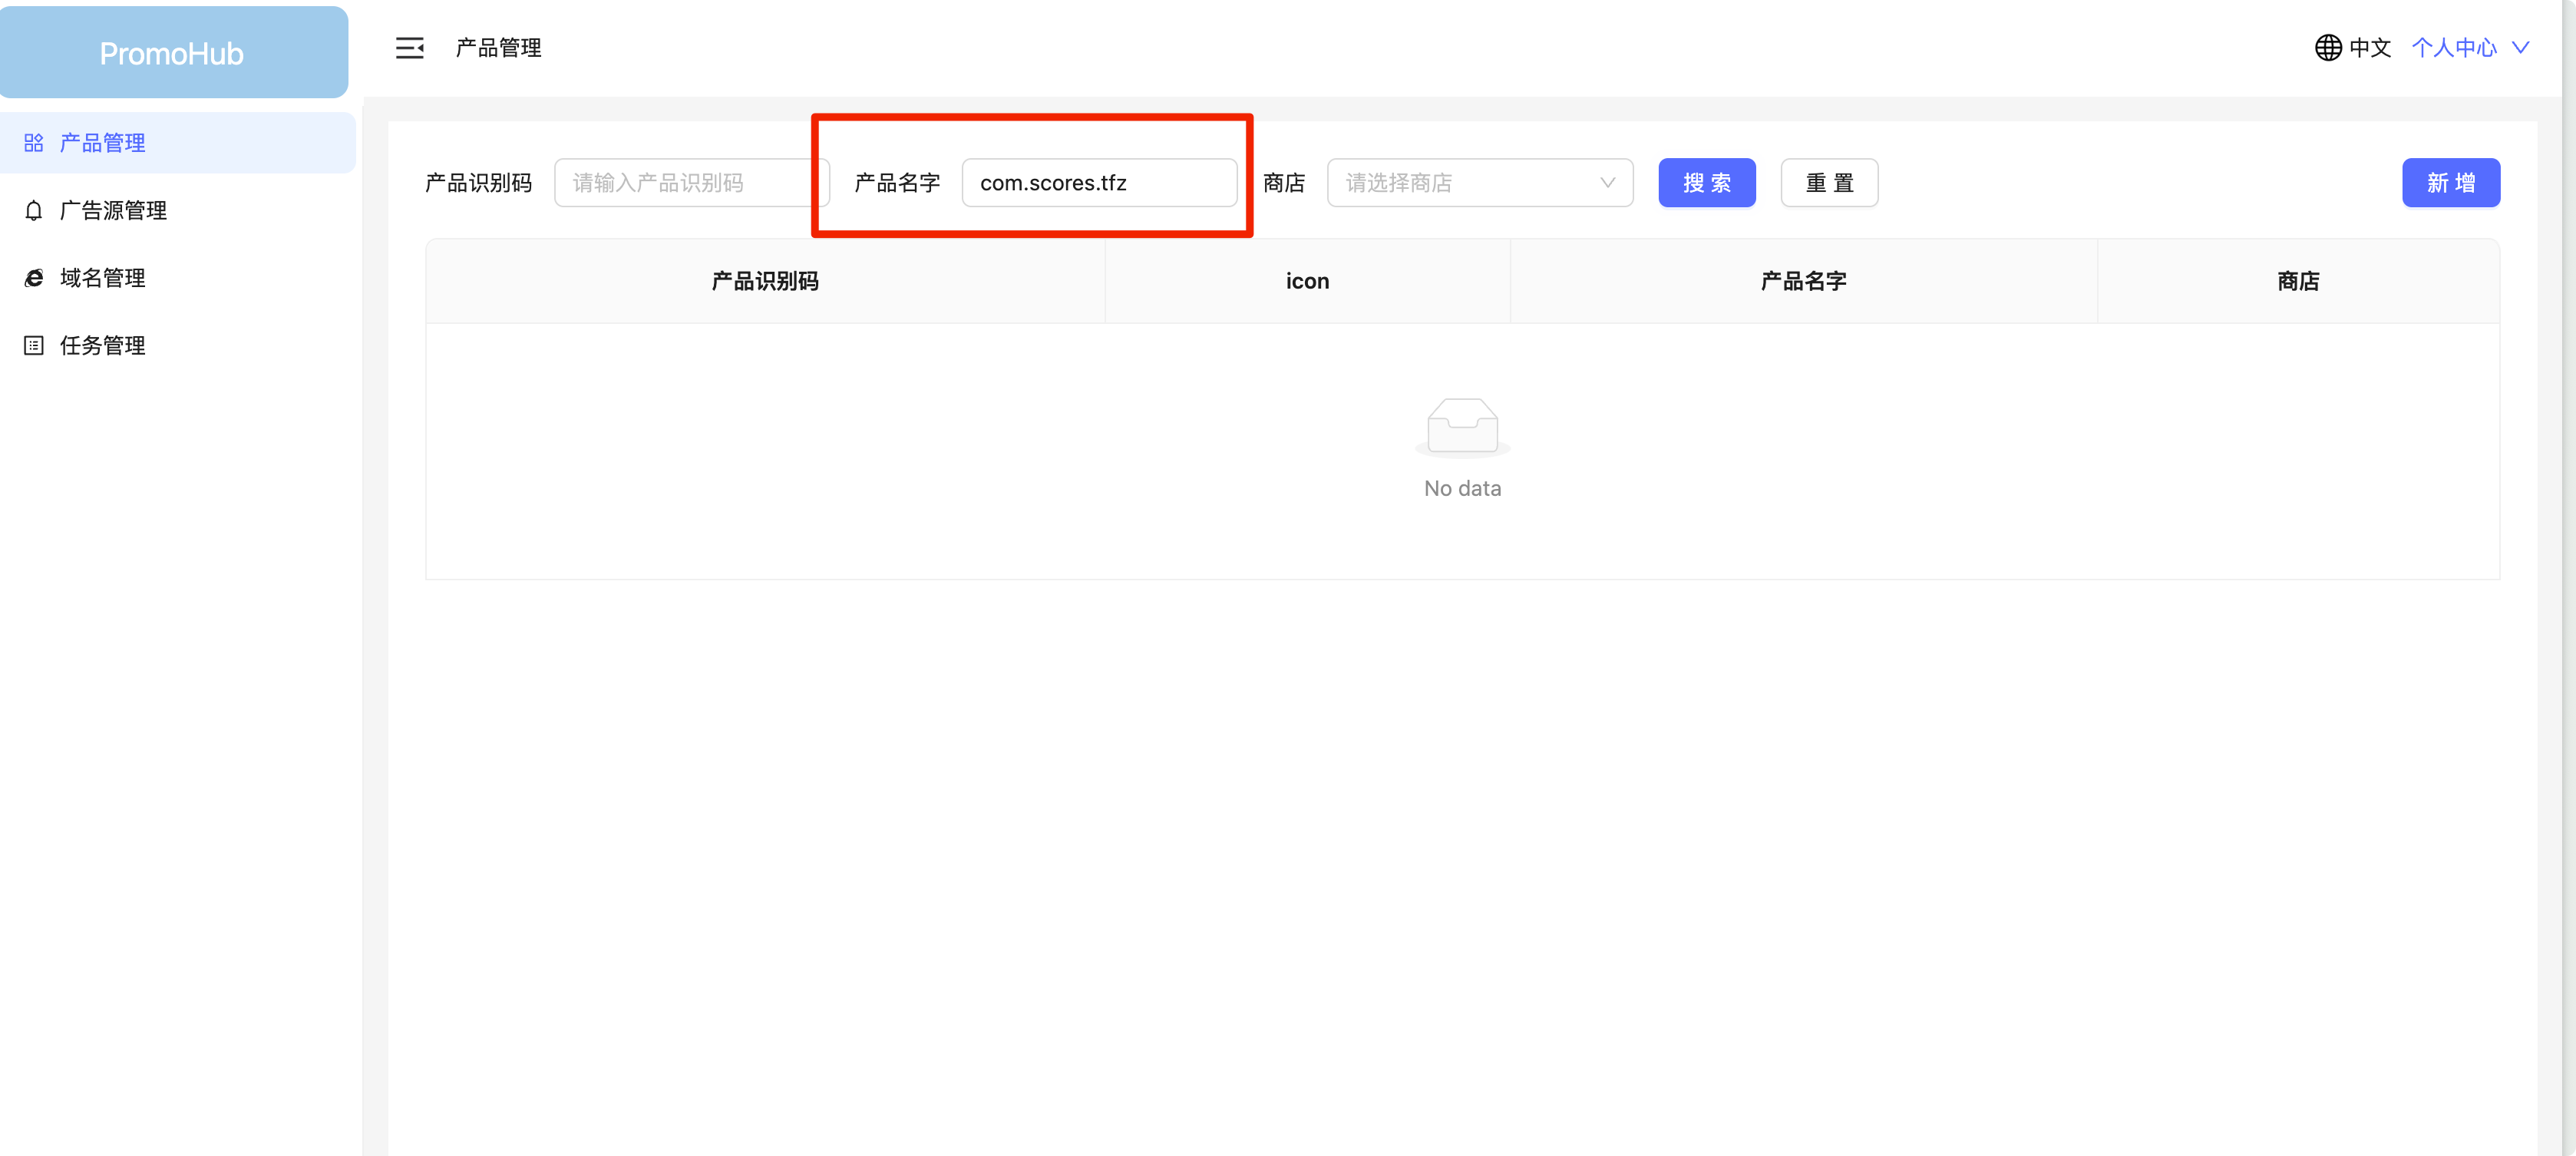 PromoHub
产品管理
中文
个人中心
产品管理
广告源管理
域名管理
任务管理
产品识别码 请输入产品识别码 产品名字 com.scores.tfz 商店 请选择商店 搜索 重置 新增
产品识别码 icon 产品名字 商店
No data